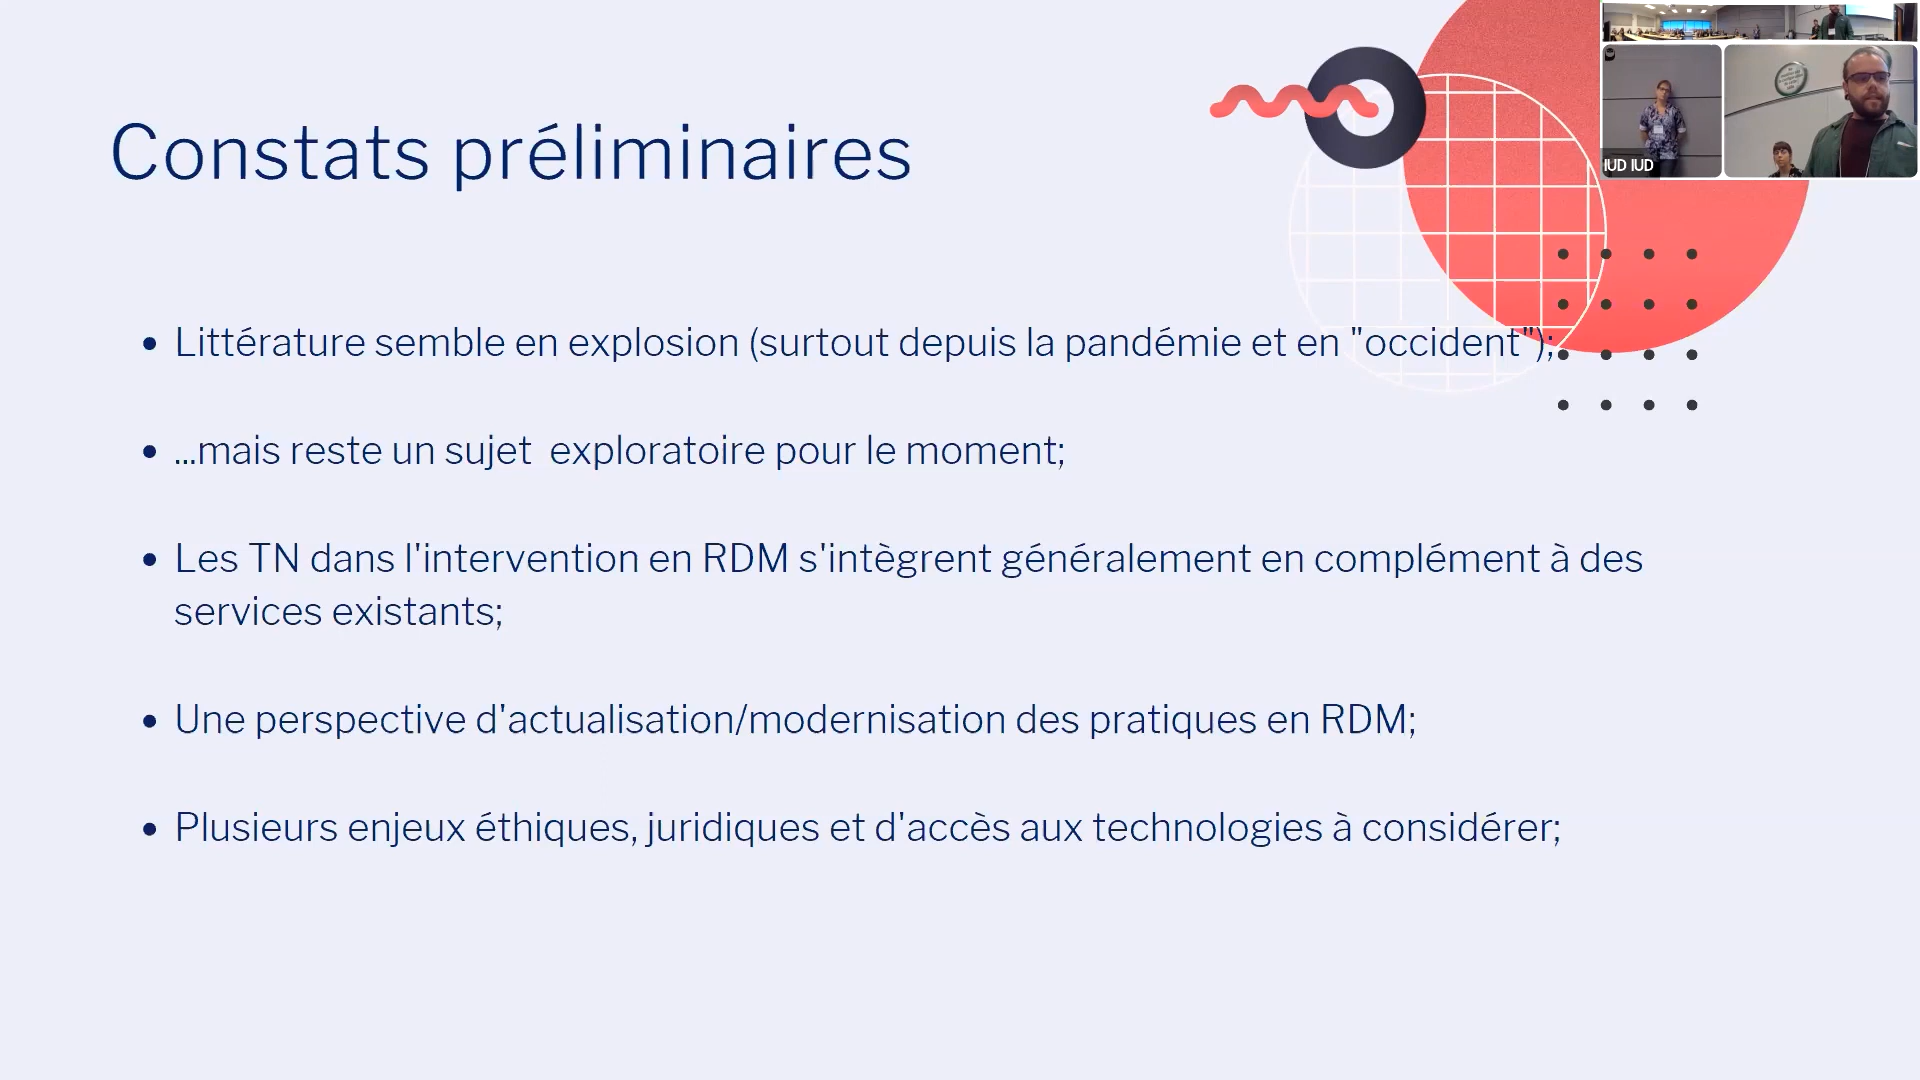 Constats préliminaires
IUD IUD
• Littérature semble en explosion (surtout depuis la pandémie et en "occident");
• ...mais reste un sujet  exploratoire pour le moment;
• Les TN dans l'intervention en RDM s'intègrent généralement en complément à des
services existants;
• Une perspective d'actualisation/modernisation des pratiques en RDM;
• Plusieurs enjeux éthiques, juridiques et d'accès aux technologies à considérer;